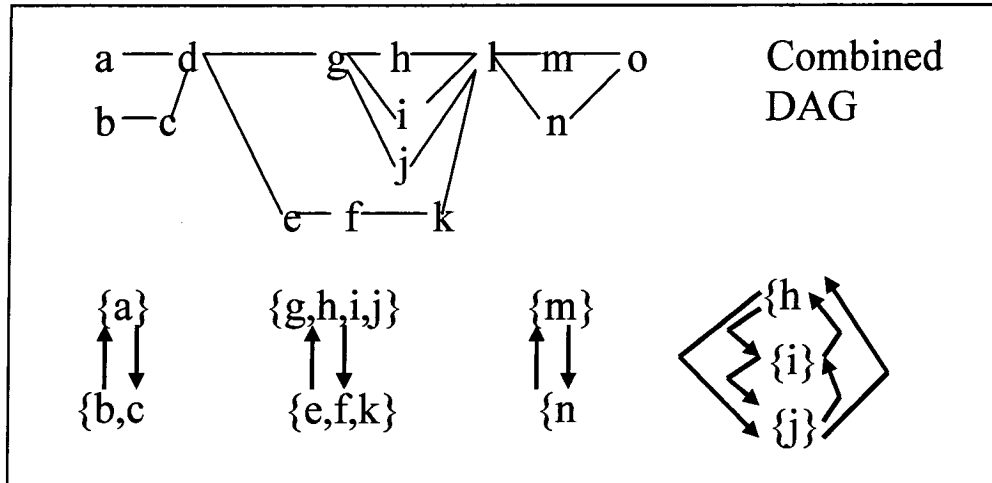 a d g h l m o Combined
b c i n DAG
j
e f k
{a} {g,h,i,j} {m} {h
{i}
{b,c {e,f,k} {n {j}